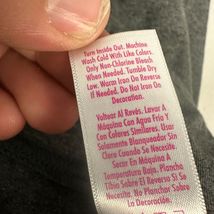 Turn Inside Out. Machine
Wash Cold With Like Colors.
Only Non-Chlorine Bleach
When Needed. Tumble Dry
Low. Warm Iron On Reverse
If Needed. Do Not Iron On
Decoration.
Voltear Al Revés. Lavar A
Máquina Con Agua Fría Y
Con Colores Similares. Usar
Solamente Blanqueador Sin
Cloro Cuando Se Necesite.
Secar En Máquina A
Temperatura Baja. Plancha
Tibia Sobre El Reverso Si Se
Necesite. No Planchar Sobre
La Decoración.